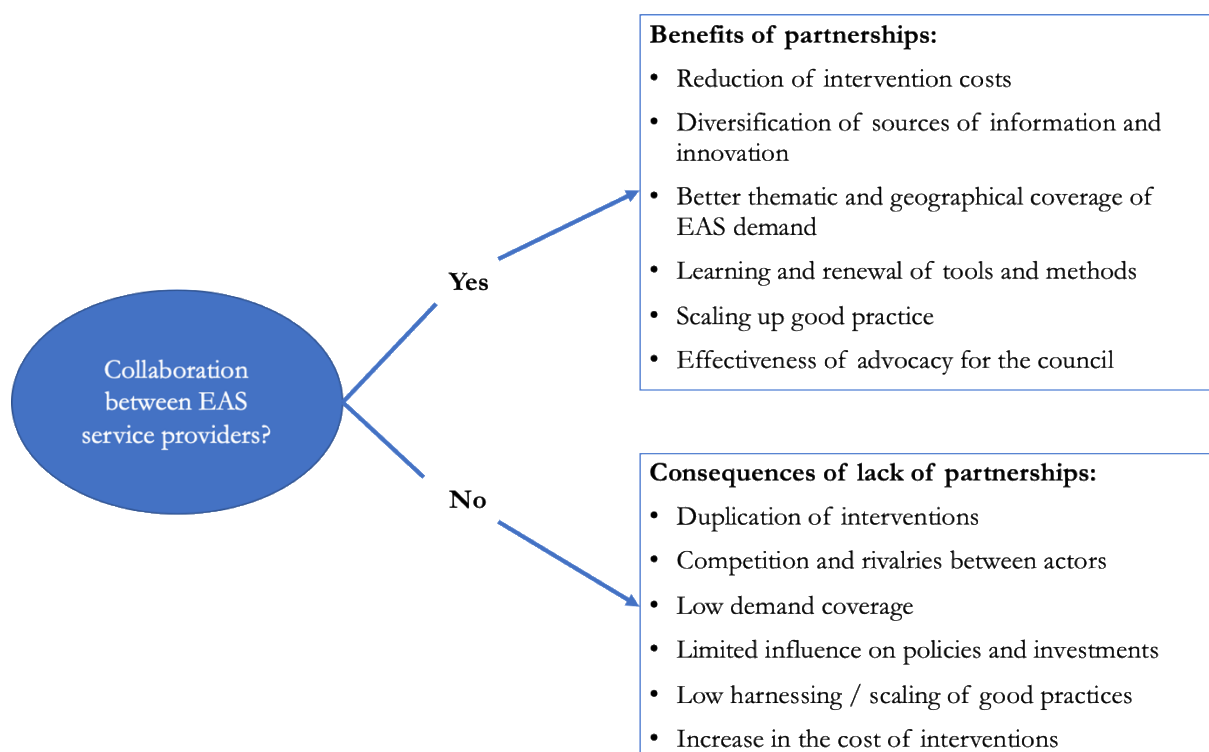 Benefits of partnerships:
• Reduction of intervention costs
• Diversification of sources of information and
innovation
• Better thematic and geographical coverage of
EAS demand
• Learning and renewal of tools and methods
• Scaling up good practice
• Effectiveness of advocacy for the council
Yes
Collaboration
between EAS
service providers?
No
Consequences of lack of partnerships:
• Duplication of interventions
• Competition and rivalries between actors
• Low demand coverage
• Limited influence on policies and investments
• Low harnessing / scaling of good practices
• Increase in the cost of interventions